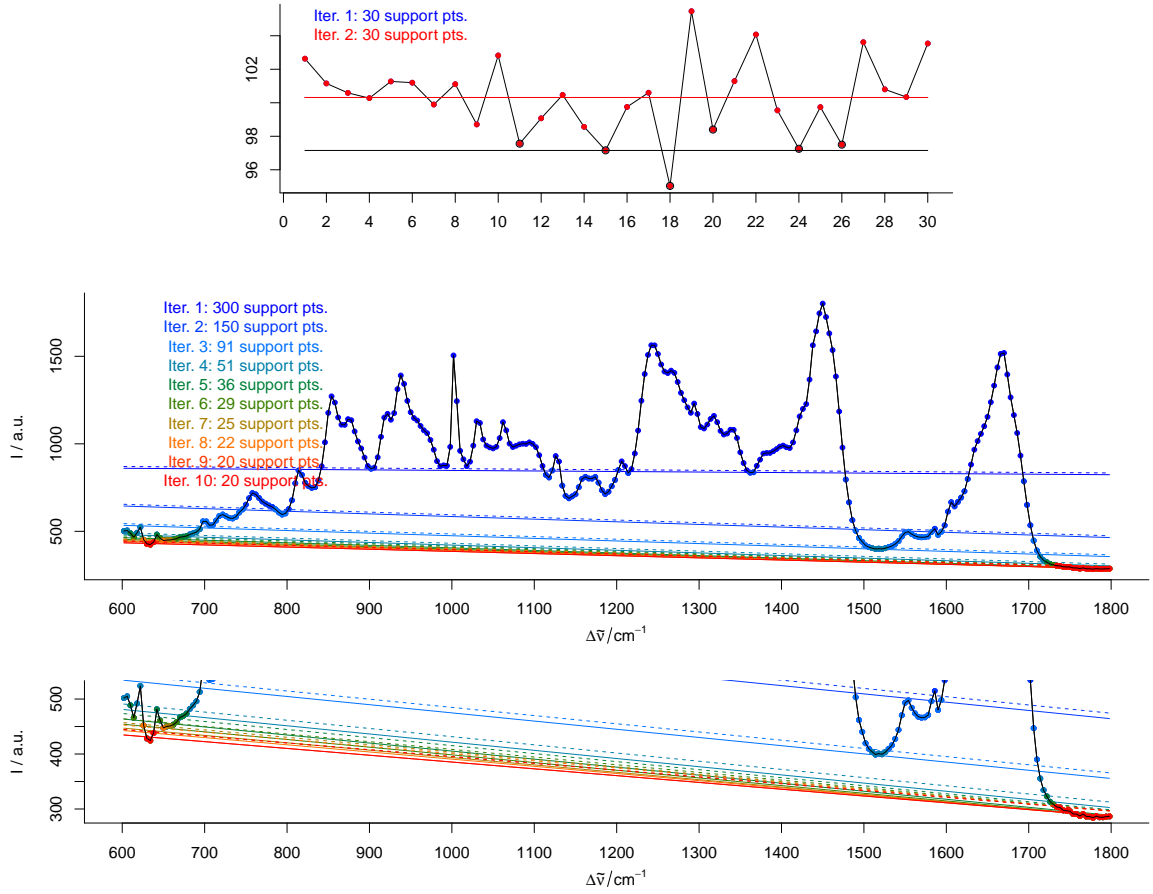 Iter. 1: 30 support pts.
Iter. 2: 30 support pts.
102
98
96
0 2 4 6 8 10 12 14 16 18 20 22 24 26 28 30
Iter. 1: 300 support pts.
Iter. 2: 150 support pts.
Iter. 3: 91 support pts.
Iter. 4: 51 support pts.
Iter. 5: 36 support pts.
Iter. 6: 29 support pts.
Iter. 7: 25 support pts.
Iter. 8: 22 support pts.
Iter. 9: 20 support pts.
Iter. 10: 20 support pts.
I / a.u.
1500
1000
500
600 700 800 900 1000 1100 1200 1300 1400 1500 1600 1700 1800
Δν̃/cm⁻¹
I / a.u.
500
400
300
600 700 800 900 1000 1100 1200 1300 1400 1500 1600 1700 1800
Δν̃/cm⁻¹